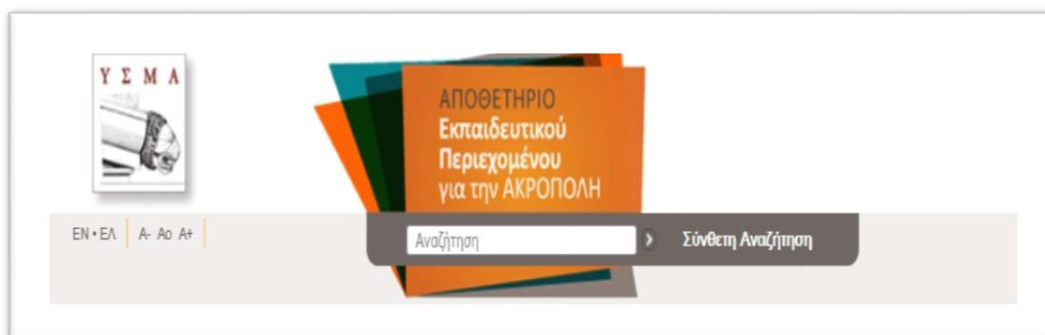 Υ Σ Μ Α
ΑΠΟΘΕΤΗΡΙΟ
Εκπαιδευτικού
Περιεχομένου
για την ΑΚΡΟΠΟΛΗ
EN • ΕΛ A- Ao A+
Αναζήτηση
Σύνθετη Αναζήτηση